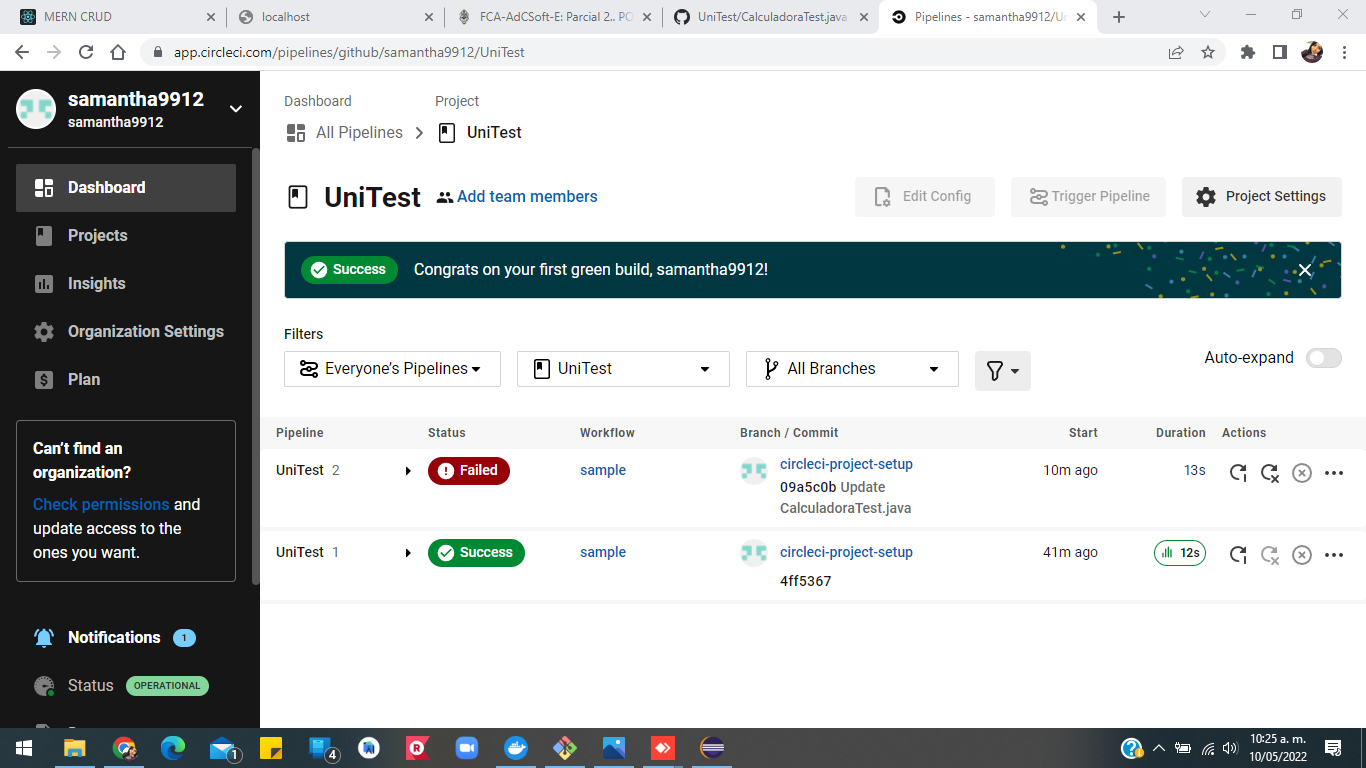 MERN CRUD
localhost
FCA-AdCSoft-E: Parcial 2.. PO
UniTest/CalculadoraTest.java
Pipelines - samantha9912/Un
app.circleci.com/pipelines/github/samantha9912/UniTest
samantha9912
samantha9912
Dashboard
Projects
Insights
Organization Settings
Plan
Can't find an
organization?
Check permissions and
update access to the
ones you want.
Notifications 1
Status OPERATIONAL
Dashboard Project
All Pipelines UniTest
UniTest Add team members Edit Config Trigger Pipeline Project Settings
Success Congrats on your first green build, samantha9912!
Filters
Everyone's Pipelines UniTest All Branches Auto-expand
Pipeline Status Workflow Branch / Commit Start Duration Actions
UniTest 2 Failed sample circleci-project-setup 10m ago 13s
09a5c0b Update
CalculadoraTest.java
UniTest 1 Success sample circleci-project-setup 41m ago 12s
4ff5367
1
4
10:25 a. m.
10/05/2022